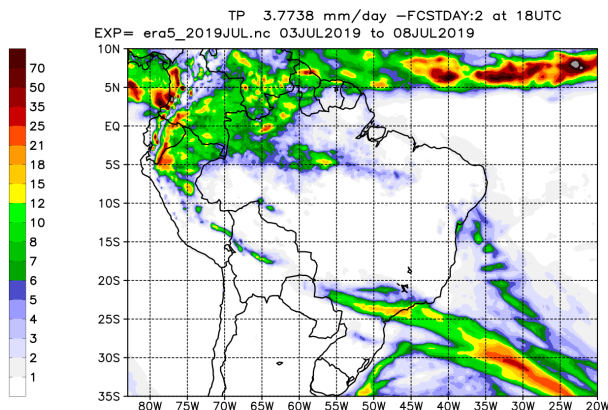 TP 3.7738 mm/day –FCSTDAY:2 at 18UTC
EXP= era5_2019JUL.nc 03JUL2019 to 08JUL2019
70
50
35
25
21
18
15
12
10
8
7
6
5
4
3
2
1
10N
5N
EQ
5S
10S
15S
20S
25S
30S
35S
80W 75W 70W 65W 60W 55W 50W 45W 40W 35W 30W 25W 20W